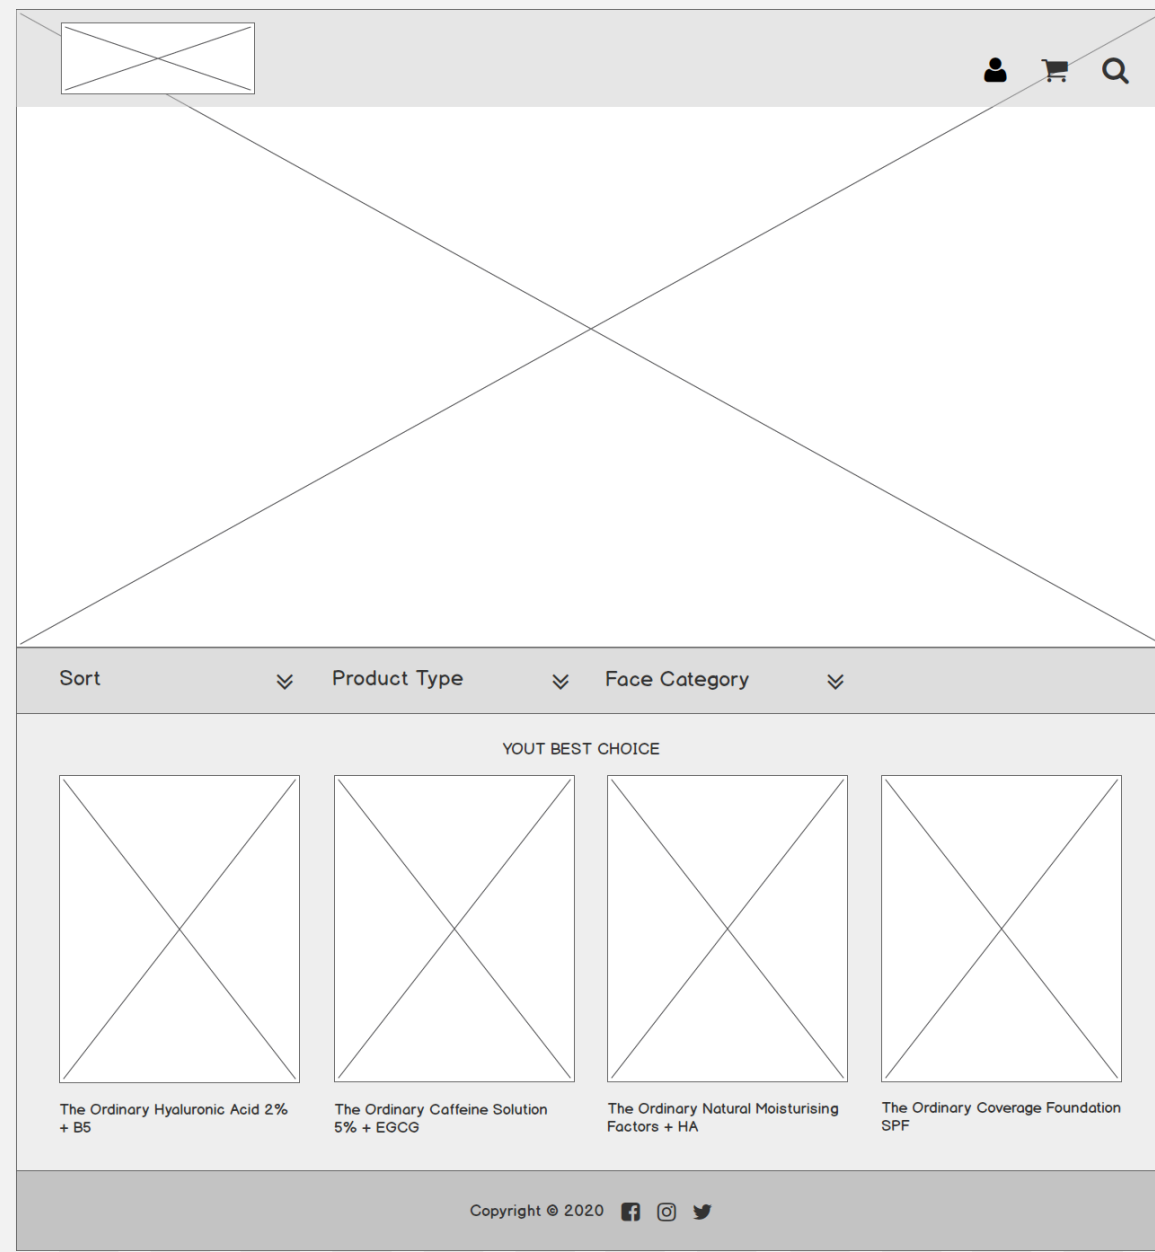 Sort
Product Type
Face Category
YOUT BEST CHOICE
The Ordinary Hyaluronic Acid 2%
+ B5
The Ordinary Caffeine Solution
5% + EGCG
The Ordinary Natural Moisturising
Factors + HA
The Ordinary Coverage Foundation
SPF
Copyright © 2020